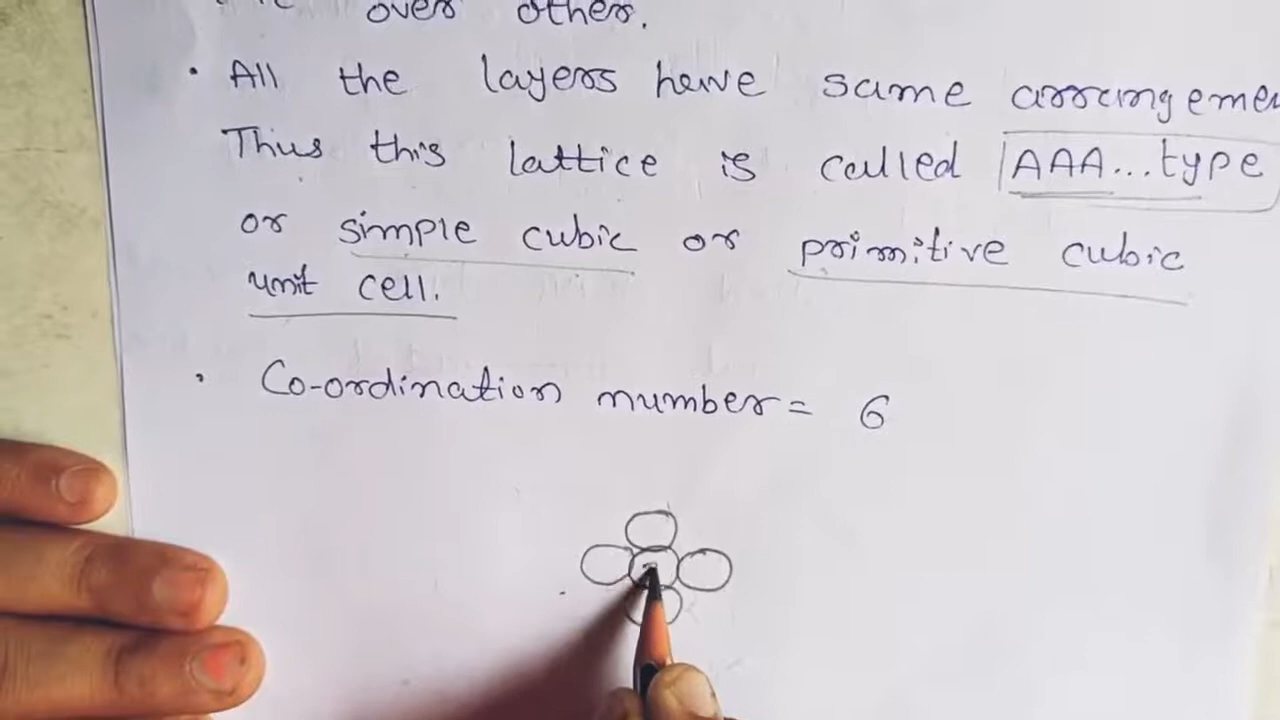 over other.
• All the layers have same arrangemen
Thus this lattice is called AAA...type
or simple cubic or primitive cubic
unit cell.
• Co-ordination number = 6